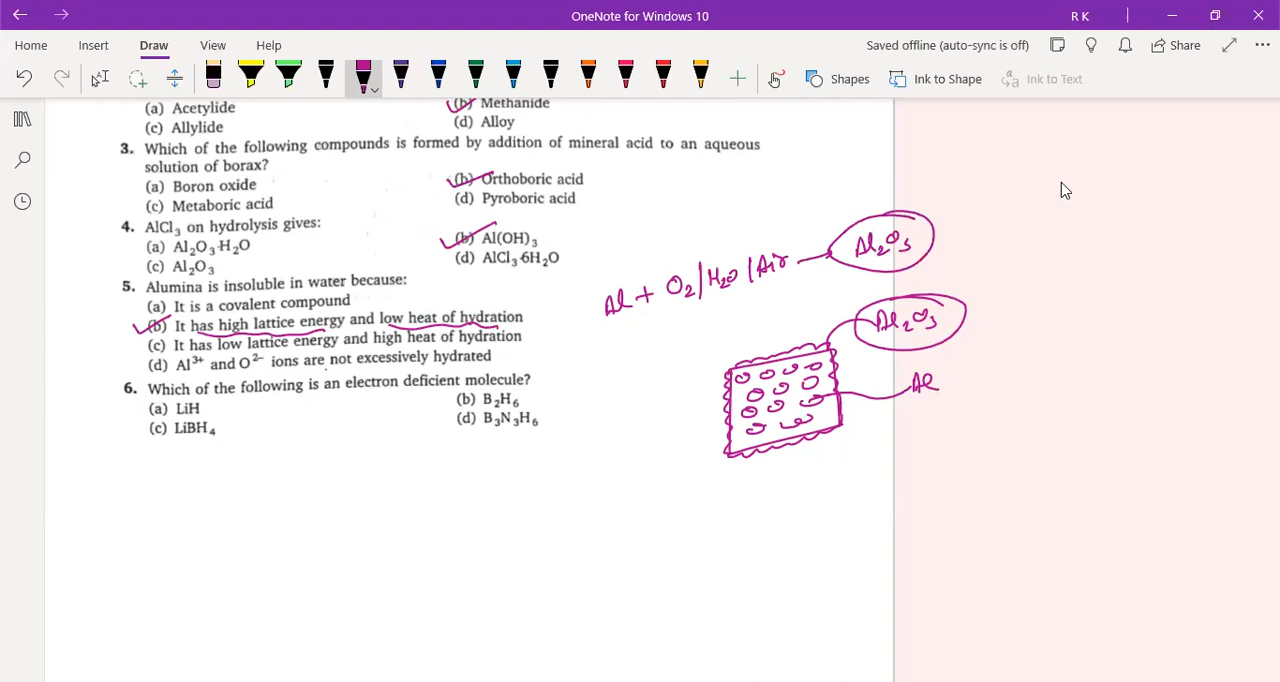 OneNote for Windows 10
R K
Home Insert Draw View Help
Saved offline (auto-sync is off)
Share
Shapes
Ink to Shape
Ink to Text
(a) Acetylide (b) Methanide
(c) Allylide (d) Alloy
3. Which of the following compounds is formed by addition of mineral acid to an aqueous
solution of borax?
(a) Boron oxide (b) Orthoboric acid
(c) Metaboric acid (d) Pyroboric acid
4. AlCl₃ on hydrolysis gives:
(a) Al₂O₃·H₂O (b) Al(OH)₃
(c) Al₂O₃ (d) AlCl₃·6H₂O
5. Alumina is insoluble in water because:
(a) It is a covalent compound
(b) It has high lattice energy and low heat of hydration
(c) It has low lattice energy and high heat of hydration
(d) Al³⁺ and O²⁻ ions are not excessively hydrated
6. Which of the following is an electron deficient molecule?
(a) LiH (b) B₂H₆
(c) LiBH₄ (d) B₃N₃H₆
Al + O₂/H₂O/Air → Al₂O₃
Al₂O₃
Al